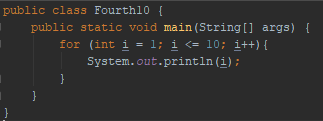 public class Fourth10 {
    public static void main(String[] args) {
        for (int i = 1; i <= 10; i++){
            System.out.println(i);
        }
    }
}